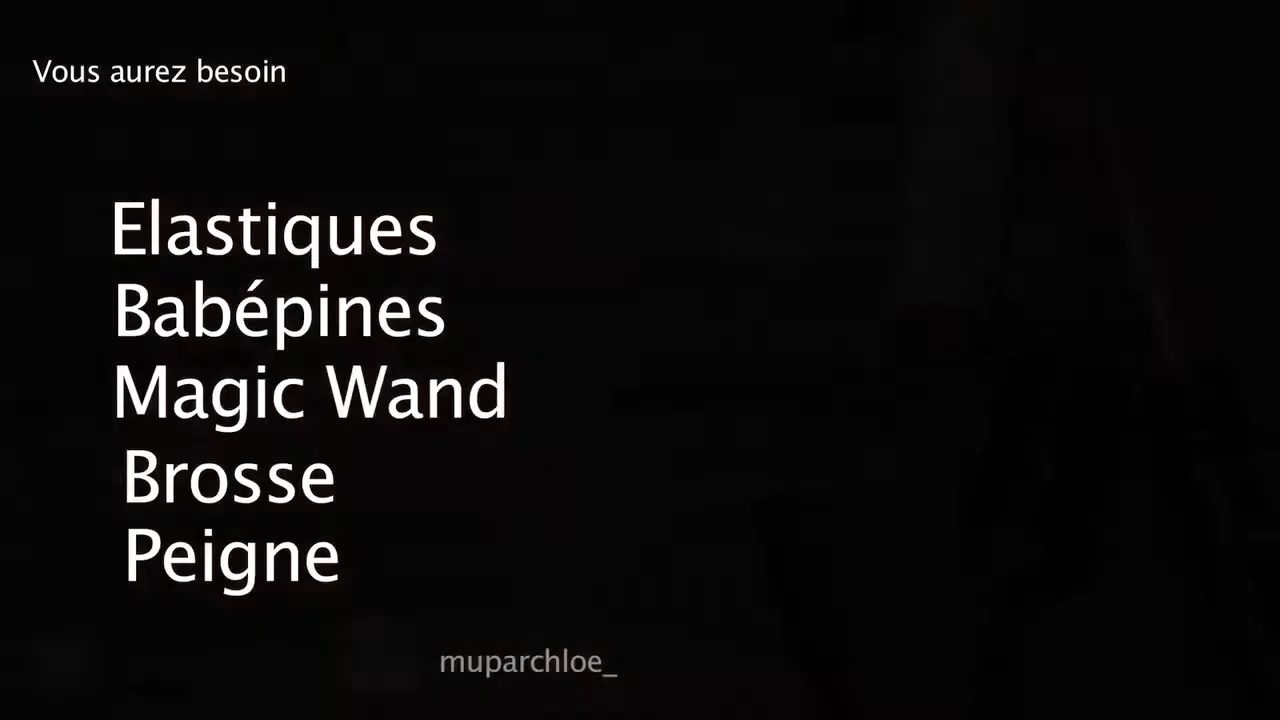 Vous aurez besoin
Elastiques
Babépines
Magic Wand
Brosse
Peigne
muparchloe_